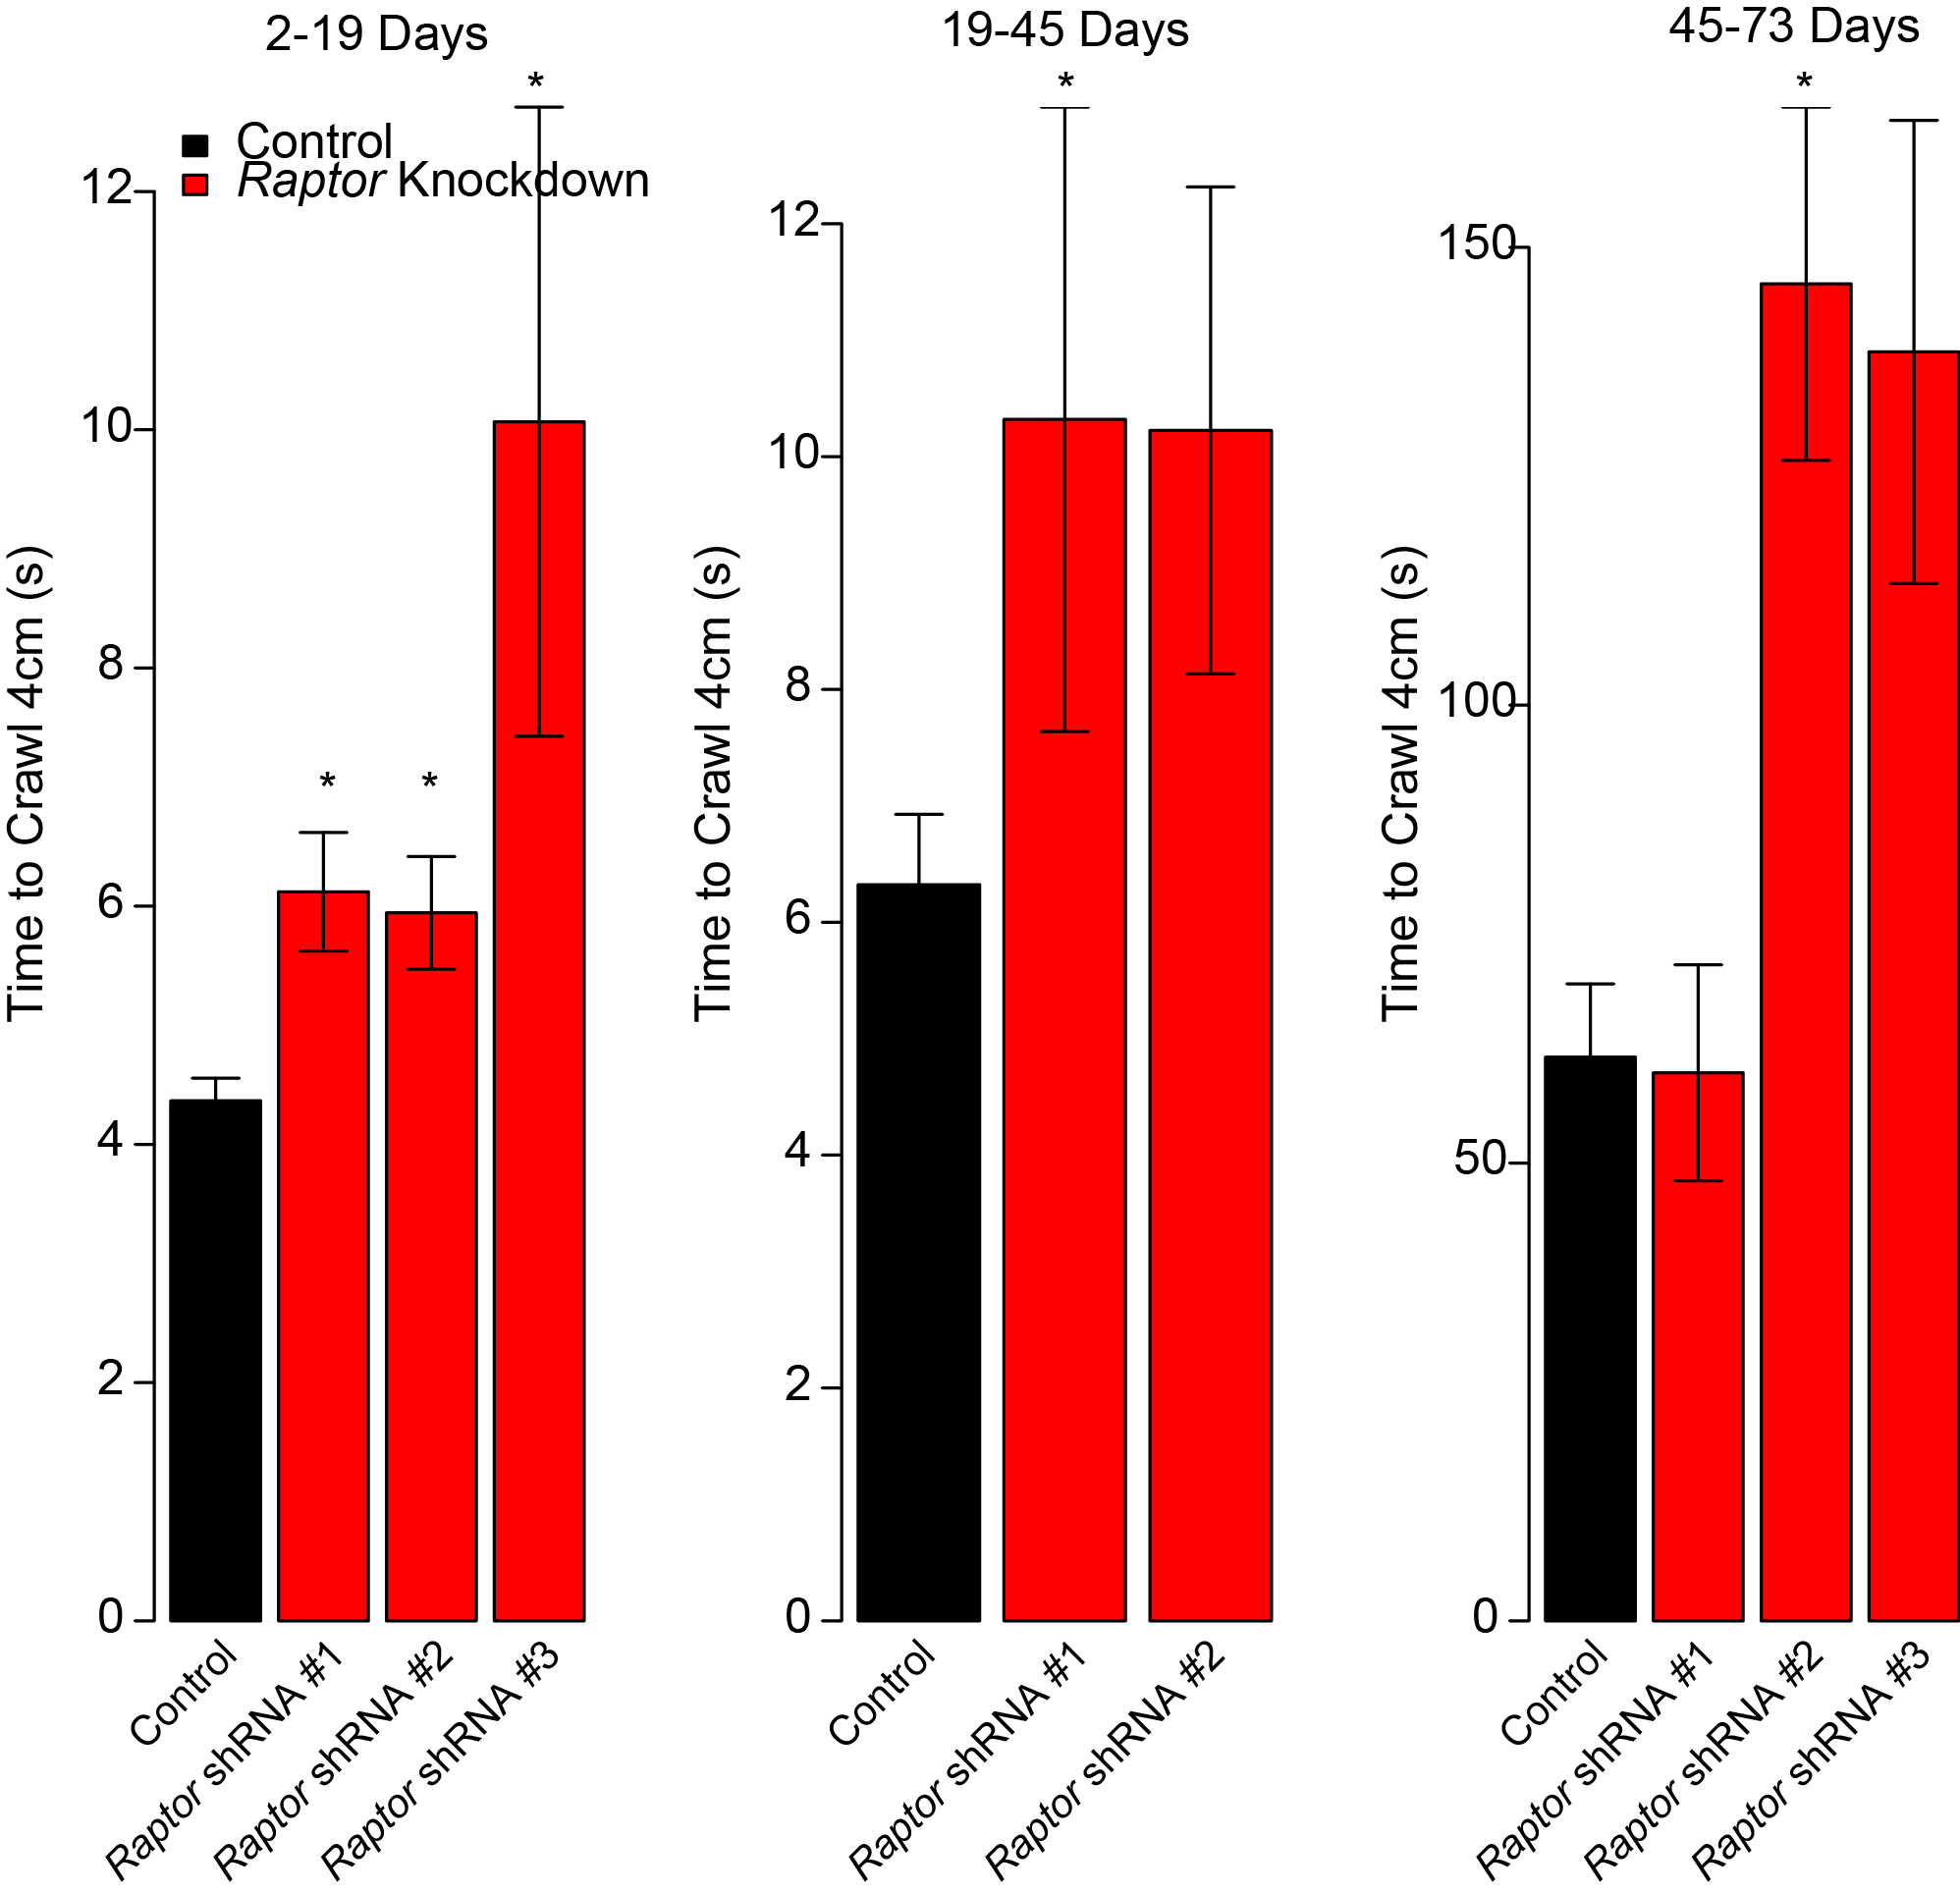 2-19 Days
*
Control
Raptor Knockdown
12
10
8
6
4
2
0
Time to Crawl 4cm (s)
*
*
Control
Raptor shRNA #1
Raptor shRNA #2
Raptor shRNA #3
19-45 Days
*
12
10
8
6
4
2
0
Time to Crawl 4cm (s)
Control
Raptor shRNA #1
Raptor shRNA #2
45-73 Days
*
150
100
50
0
Time to Crawl 4cm (s)
Control
Raptor shRNA #1
Raptor shRNA #2
Raptor shRNA #3